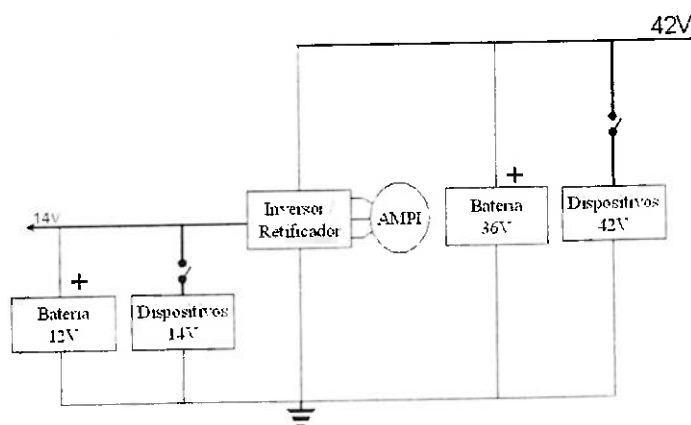 42V
Inversor /
Retificador
AMPI
+
Bateria
36V
Dispositivos
42V
14V
+
Bateria
12V
Dispositivos
14V